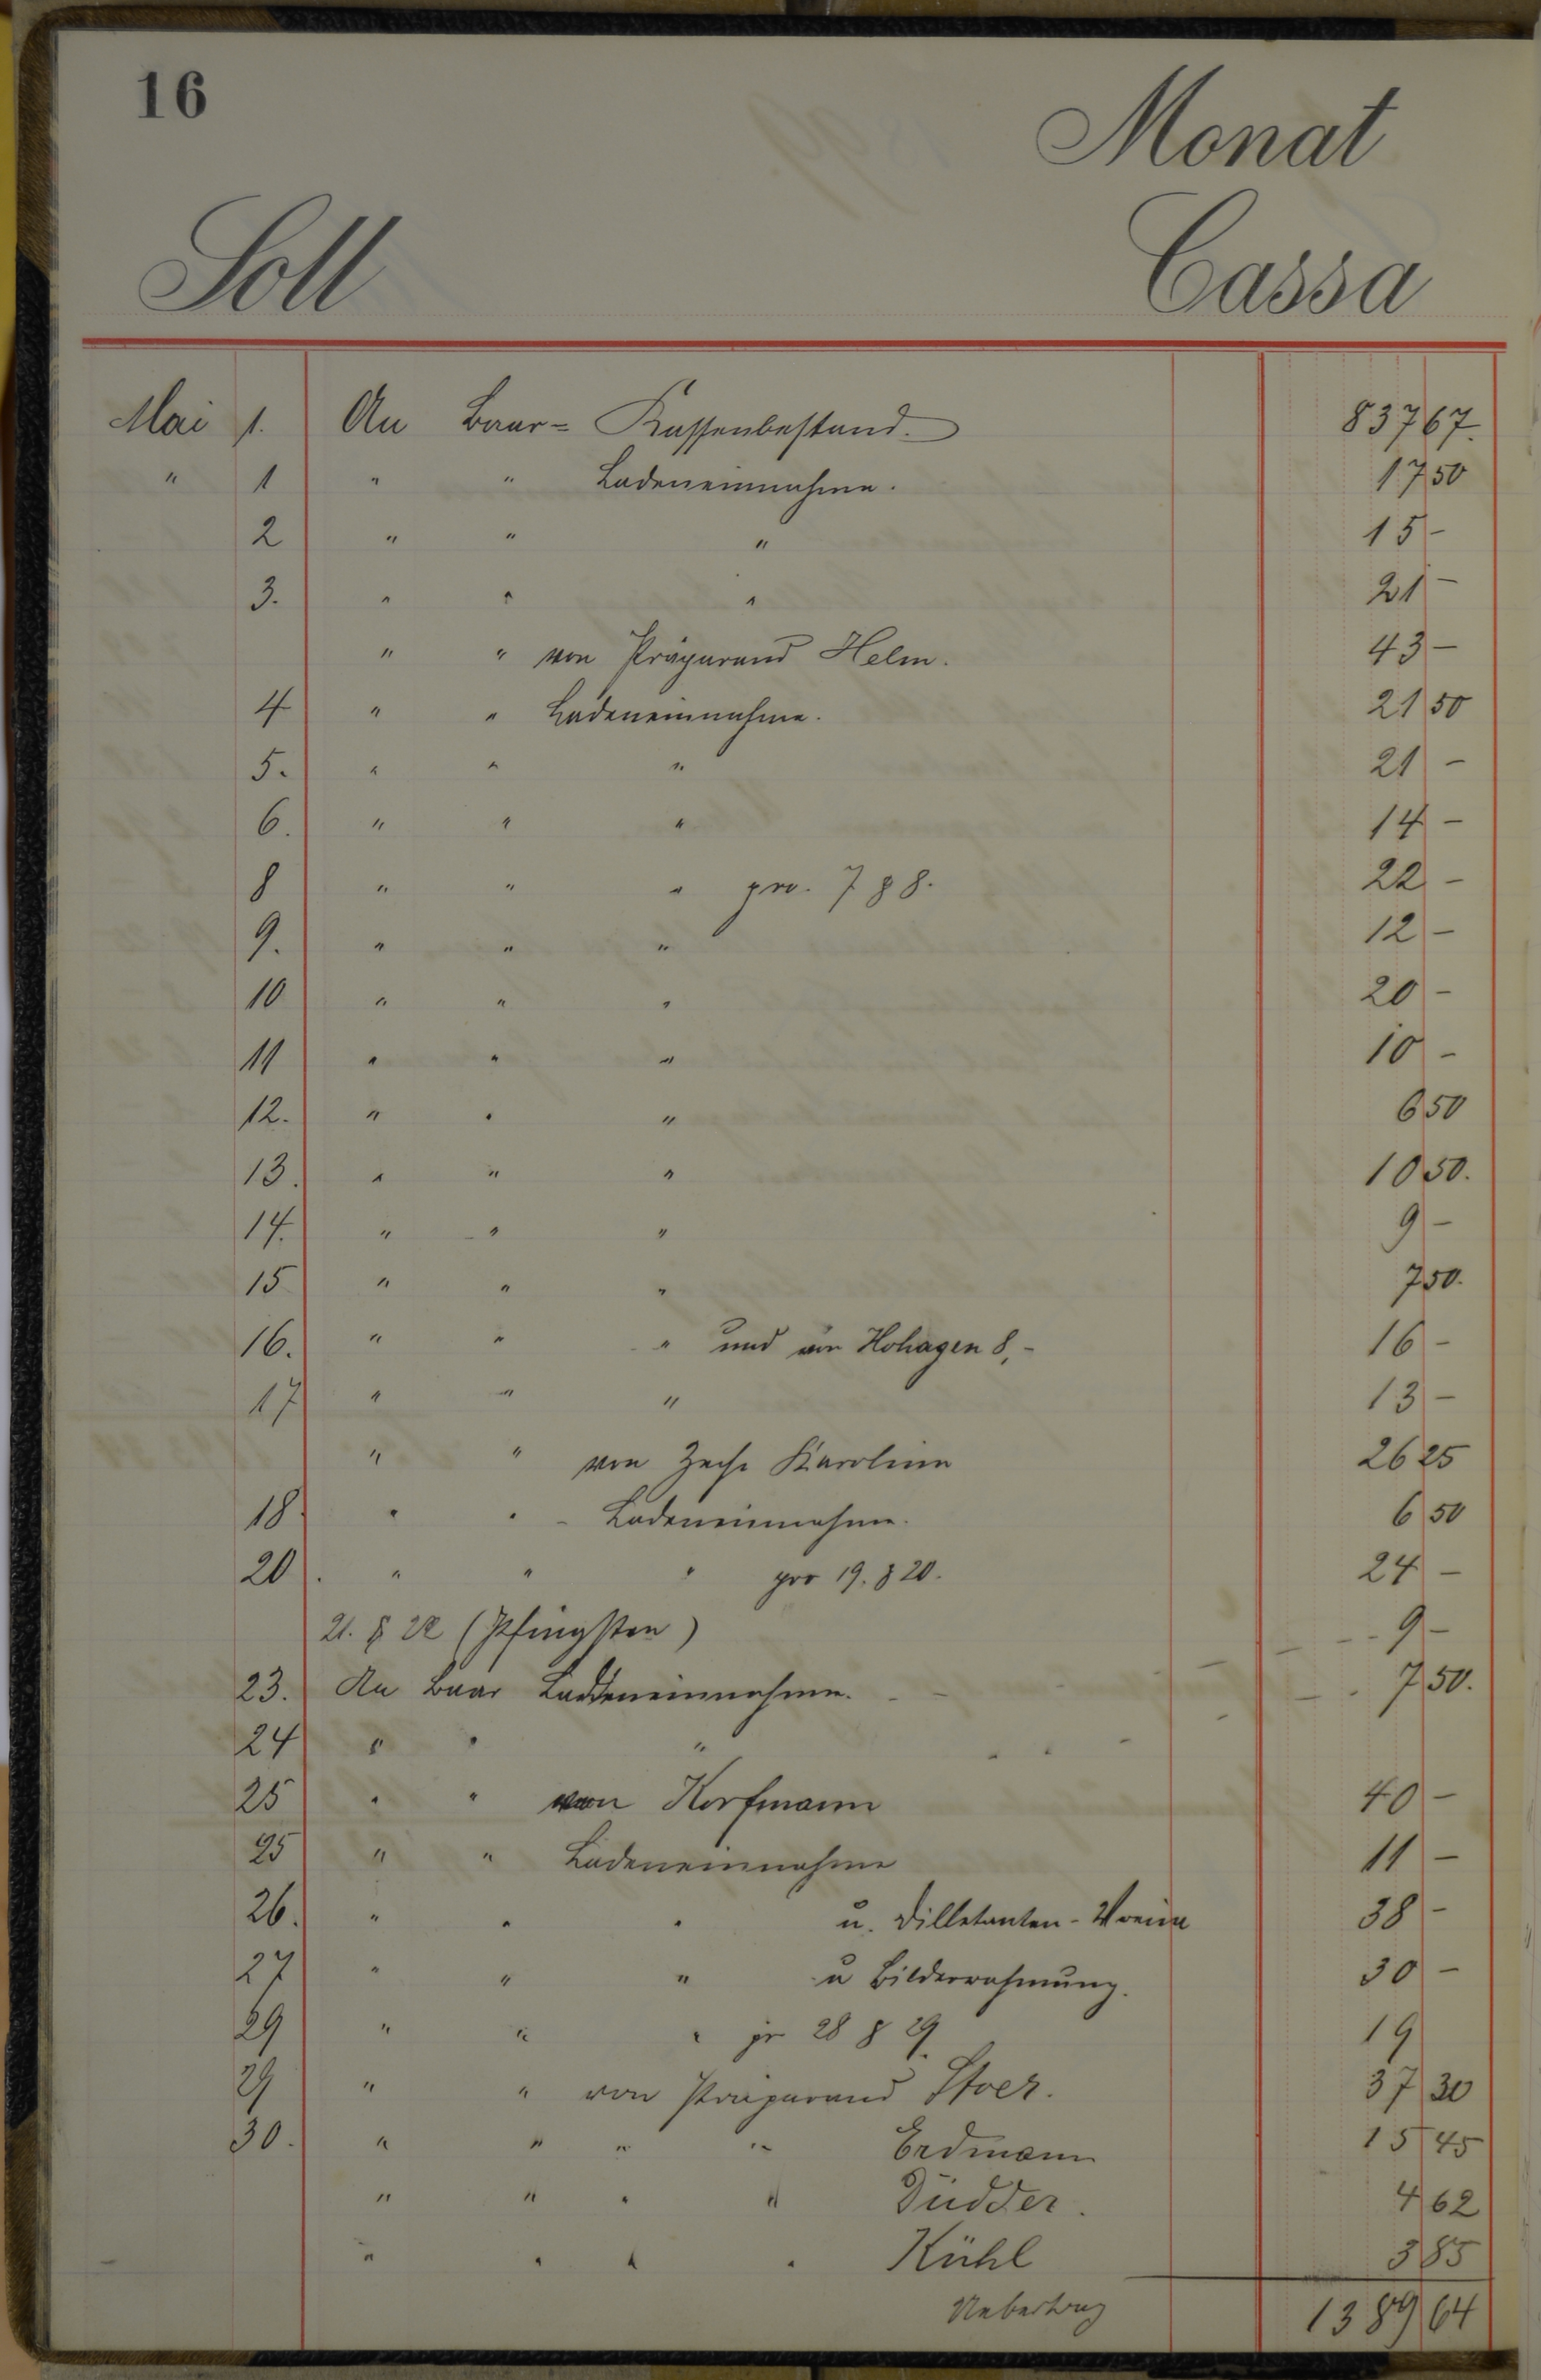 16
Monat
Soll Cassa
Mai 1. An Baar= Kassenbestand. 837 67.
" 1 " " Ladeneinnahme. 17 50
2 " " " 15 -
3. " " " 21 -
" " von Präparand Helm. 43 -
4 " " Ladeneinnahme. 21 50
5. " " " 21 -
6. " " " 14 -
8 " " " pro. 7 & 8. 22 -
9. " " " 12 -
10 " " " 20 -
11 " " " 10 -
12. " " " 6 50
13. " " " 10 50.
14. " " " 9 -
15 " " " 7 50.
16. " " " und von Hohagen 8,- 16 -
17 " " " 13 -
" " von Zeche Karoline 26 25
18. " " - Ladeneinnahme. 6 50
20. " " " pro 19. & 20. 24 -
21. & 22 (Pfingsten) 9 -
23. An Baar Ladeneinnahme. 7 50.
24 " " "
25 " " von Korfmann 40 -
25 " " Ladeneinnahme 11 -
26. " " " u. Dilletanten-Verein 38 -
27 " " " u Bilderrahmung. 30 -
29 " " " pr 28 & 29. 19
29 " " von Präparand Stoer. 37 30
30. " " " " Erdmann 15 45
" " " " Düdder. 4 62
" " " " Kühl 3 85
Uebertrag 1389 64